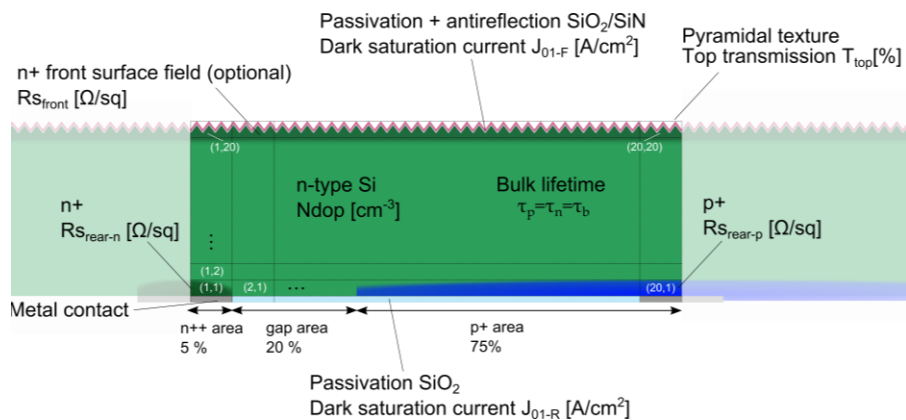 Passivation + antireflection SiO₂/SiN
Dark saturation current J₀₁₋F [A/cm²]
Pyramidal texture
Top transmission Ttop[%]
n+ front surface field (optional)
Rsfront [Ω/sq]
(1,20)
(20,20)
n-type Si
Ndop [cm⁻³]
Bulk lifetime
τp=τn=τb
n+
Rsrear-n [Ω/sq]
p+
Rsrear-p [Ω/sq]
⋮
(1,2)
(1,1)
(2,1)
...
(20,1)
Metal contact
n++ area
5 %
gap area
20 %
p+ area
75%
Passivation SiO₂
Dark saturation current J₀₁₋R [A/cm²]